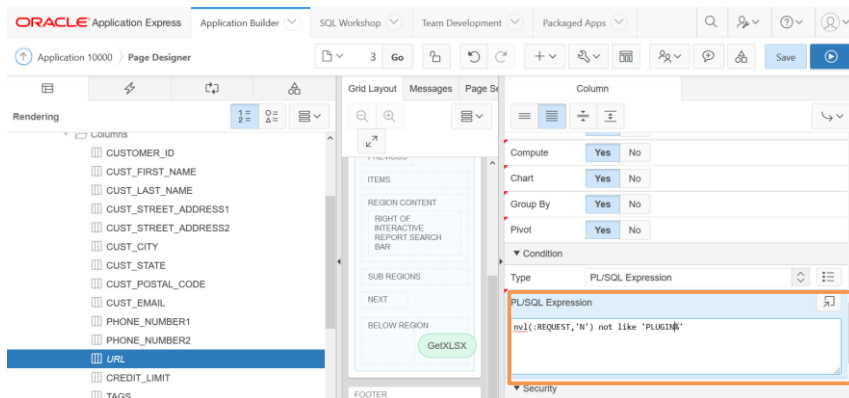 ORACLE Application Express Application Builder SQL Workshop Team Development Packaged Apps
Application 10000 Page Designer 3 Go Save
Grid Layout Messages Page Se Column
Rendering
Columns
CUSTOMER_ID
CUST_FIRST_NAME
CUST_LAST_NAME
CUST_STREET_ADDRESS1
CUST_STREET_ADDRESS2
CUST_CITY
CUST_STATE
CUST_POSTAL_CODE
CUST_EMAIL
PHONE_NUMBER1
PHONE_NUMBER2
URL
CREDIT_LIMIT
TAGS
PREVIOUS
ITEMS
REGION CONTENT
RIGHT OF
INTERACTIVE
REPORT SEARCH
BAR
SUB REGIONS
NEXT
BELOW REGION
GetXLSX
FOOTER
Compute Yes No
Chart Yes No
Group By Yes No
Pivot Yes No
Condition
Type PL/SQL Expression
PL/SQL Expression
nvl(:REQUEST,'N') not like 'PLUGIN%'
Security